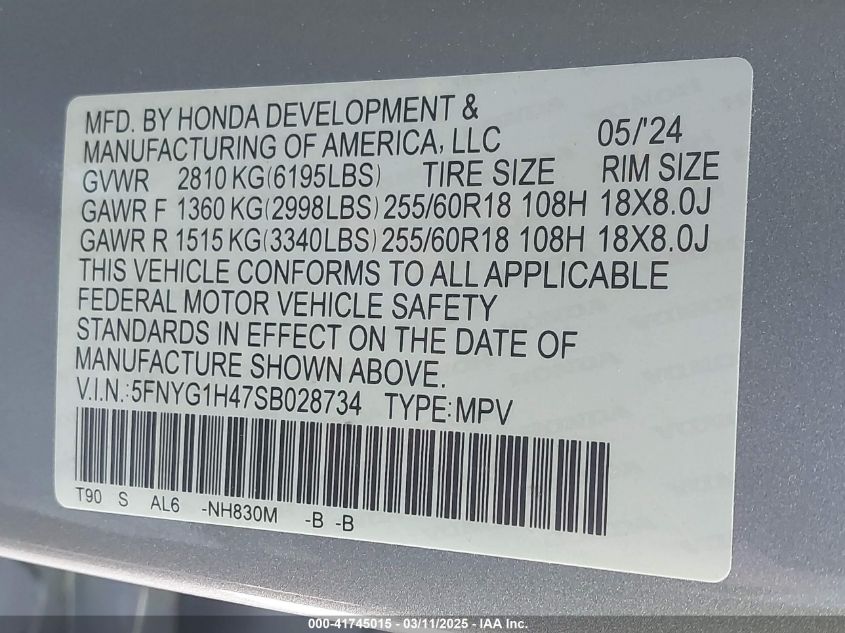 MFD. BY HONDA DEVELOPMENT &
MANUFACTURING OF AMERICA, LLC 05/'24
GVWR 2810 KG(6195LBS) TIRE SIZE RIM SIZE
GAWR F 1360 KG(2998LBS) 255/60R18 108H 18X8.0J
GAWR R 1515 KG(3340LBS) 255/60R18 108H 18X8.0J
THIS VEHICLE CONFORMS TO ALL APPLICABLE
FEDERAL MOTOR VEHICLE SAFETY
STANDARDS IN EFFECT ON THE DATE OF
MANUFACTURE SHOWN ABOVE.
V.I.N.:5FNYG1H47SB028734 TYPE:MPV
T90 S AL6 -NH830M -B -B
000-41745015 - 03/11/2025 - IAA Inc.